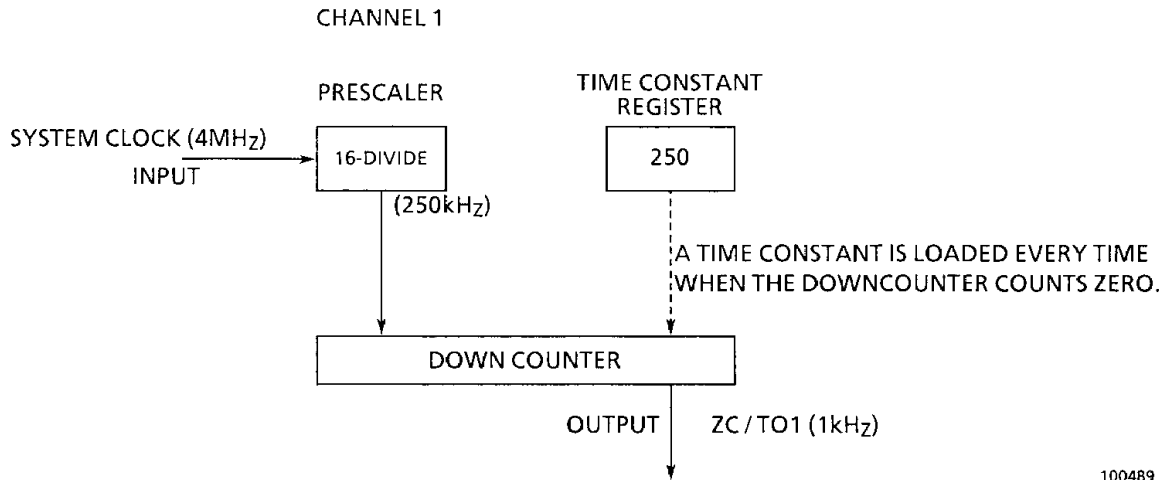 CHANNEL 1
PRESCALER
TIME CONSTANT
REGISTER
SYSTEM CLOCK (4MHz)
INPUT
16-DIVIDE
250
(250kHz)
A TIME CONSTANT IS LOADED EVERY TIME
WHEN THE DOWNCOUNTER COUNTS ZERO.
DOWN COUNTER
OUTPUT
ZC / TO1 (1kHz)
100489